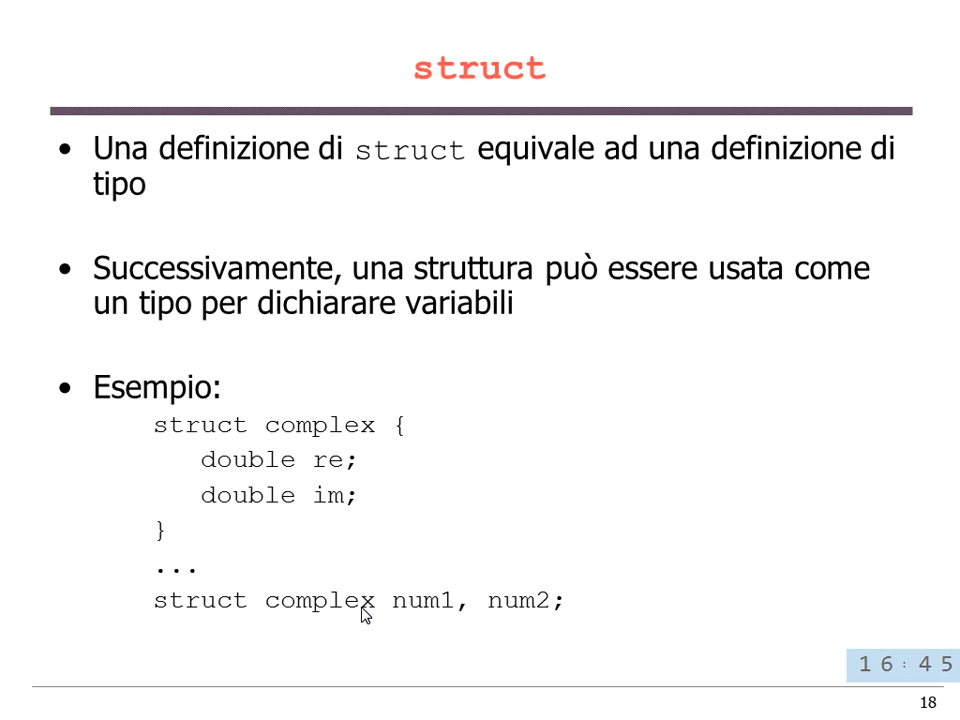 struct
• Una definizione di struct equivale ad una definizione di
tipo
• Successivamente, una struttura può essere usata come
un tipo per dichiarare variabili
• Esempio:
struct complex {
double re;
double im;
}
...
struct complex num1, num2;
16:45
18